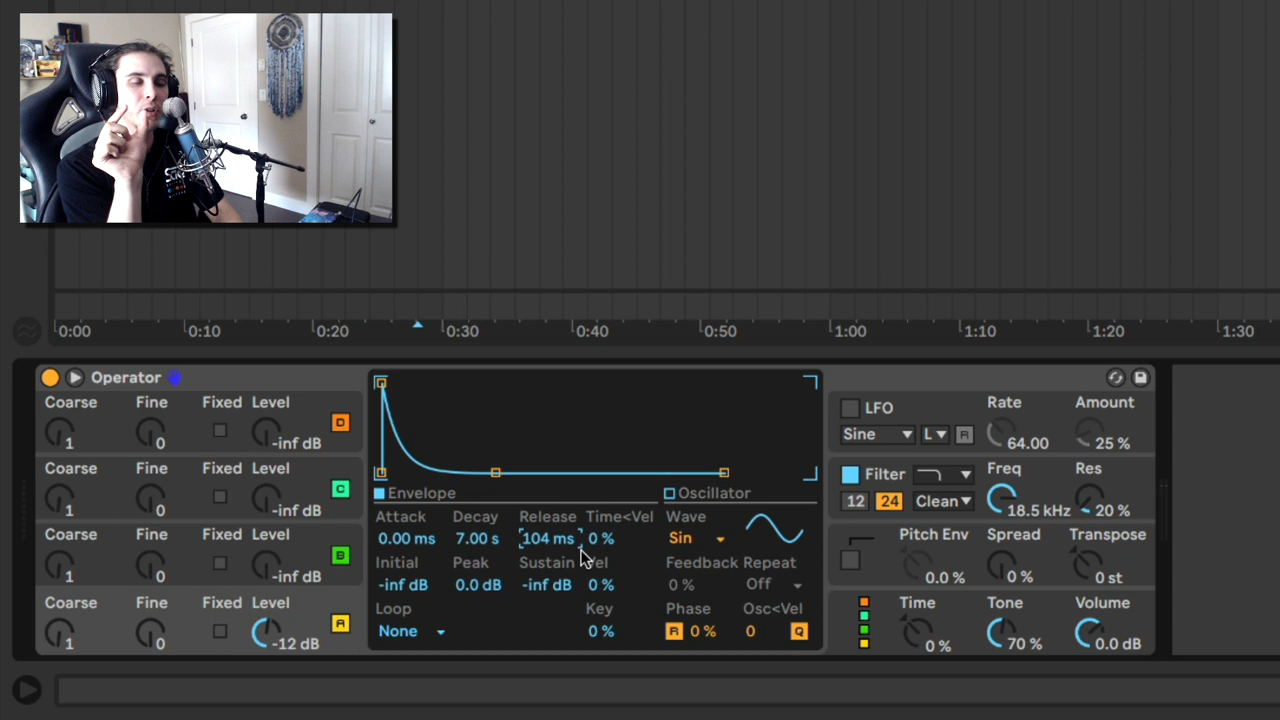 0:00 0:10 0:20 0:30 0:40 0:50 1:00 1:10 1:20 1:30
Operator
Coarse Fine Fixed Level
1 0 -inf dB D
Coarse Fine Fixed Level
1 0 -inf dB C
Coarse Fine Fixed Level
1 0 -inf dB B
Coarse Fine Fixed Level
1 0 -12 dB A
Envelope
Attack Decay Release Time<Vel
0.00 ms 7.00 s 104 ms 0 %
Initial Peak Sustain Vel
-inf dB 0.0 dB -inf dB 0 %
Loop Key
None 0 %
Oscillator
Wave
Sin
Feedback Repeat
0 % Off
Phase Osc<Vel
R 0 % 0 Q
LFO Rate Amount
Sine L R 64.00 25 %
Filter Freq Res
12 24 Clean 18.5 kHz 20 %
Pitch Env Spread Transpose
0.0 % 0 % 0 st
Time Tone Volume
0 % 70 % 0.0 dB